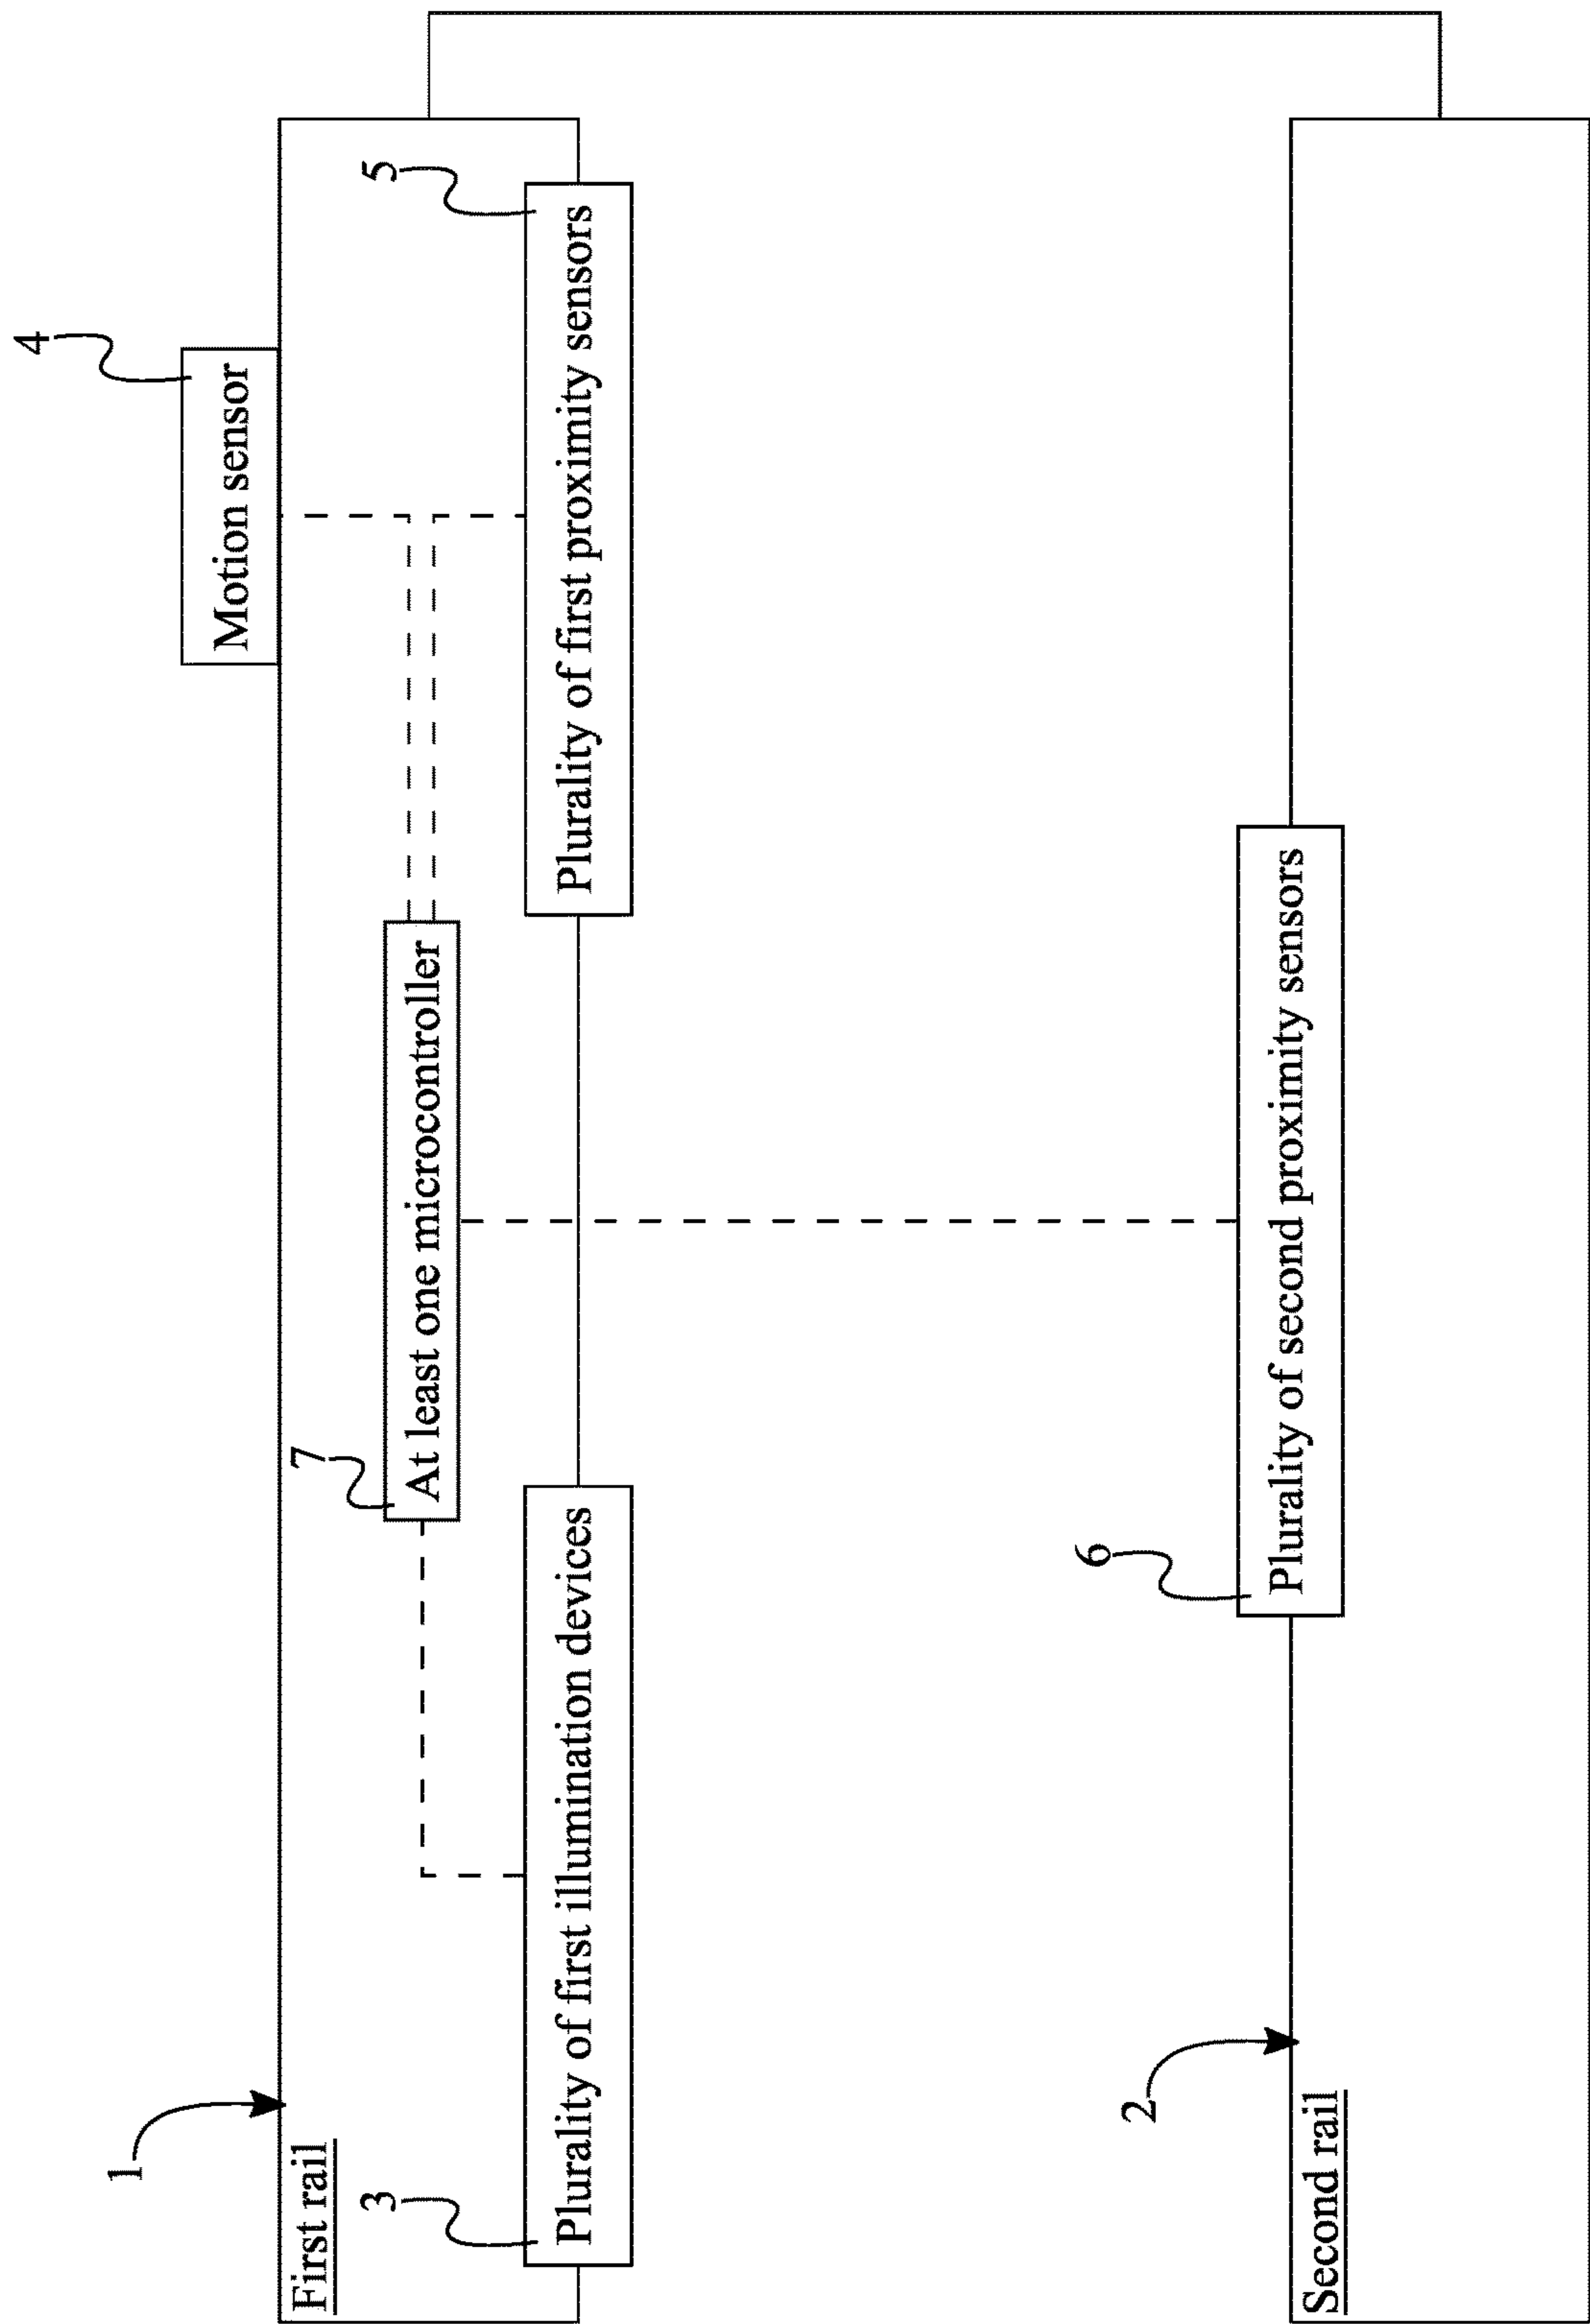 4
Motion sensor
1
First rail
7
At least one microcontroller
3
Plurality of first illumination devices
5
Plurality of first proximity sensors
6
Plurality of second proximity sensors
2
Second rail